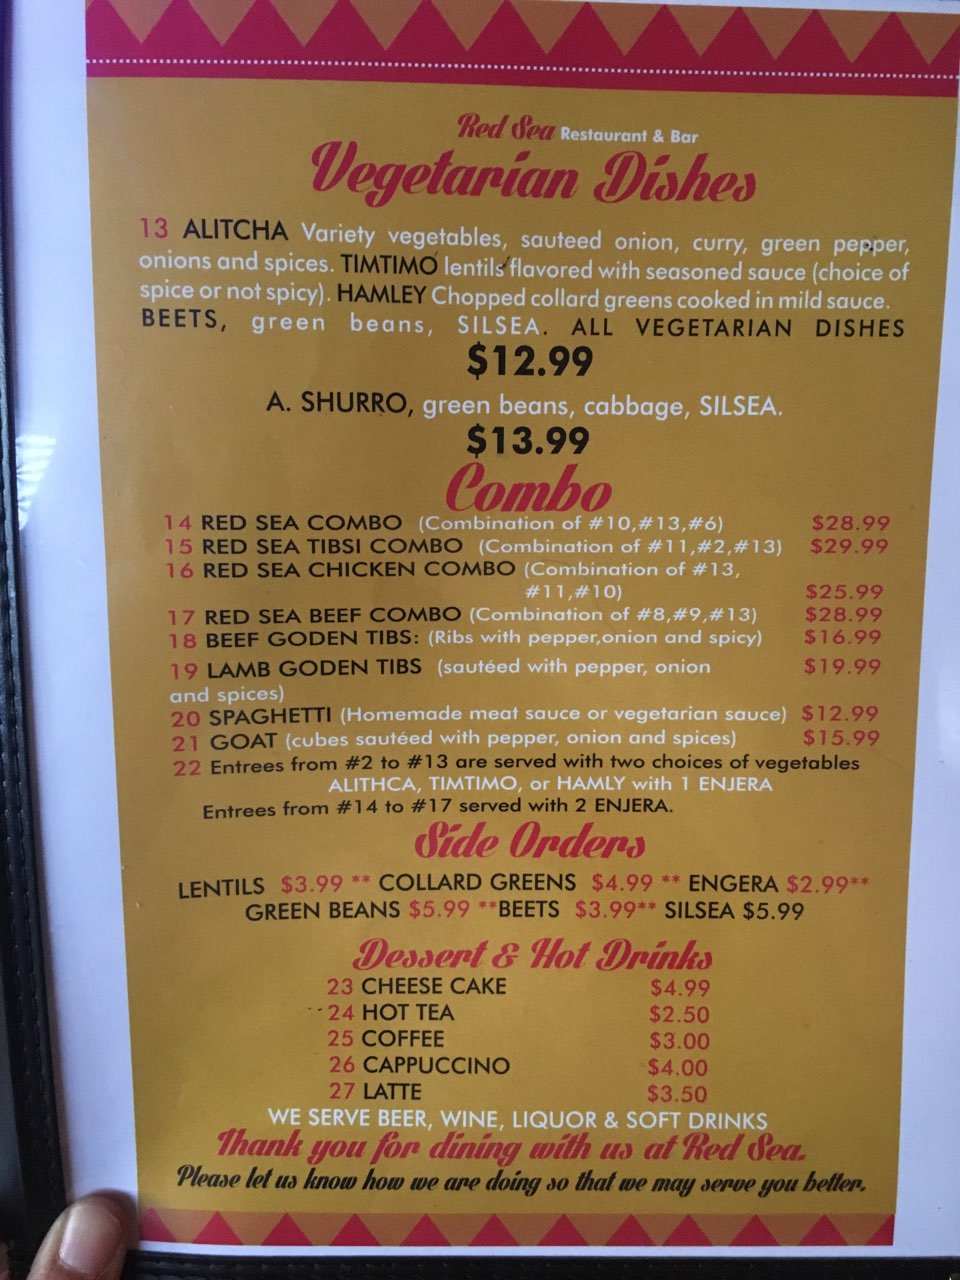 Red Sea Restaurant & Bar
Vegetarian Dishes
13 ALITCHA Variety vegetables, sauteed onion, curry, green pepper,
onions and spices. TIMTIMO lentils flavored with seasoned sauce (choice of
spice or not spicy). HAMLEY Chopped collard greens cooked in mild sauce.
BEETS, green beans, SILSEA. ALL VEGETARIAN DISHES
$12.99
A. SHURRO, green beans, cabbage, SILSEA.
$13.99
Combo
14 RED SEA COMBO (Combination of #10,#13,#6) $28.99
15 RED SEA TIBSI COMBO (Combination of #11,#2,#13) $29.99
16 RED SEA CHICKEN COMBO (Combination of #13,
#11,#10) $25.99
17 RED SEA BEEF COMBO (Combination of #8,#9,#13) $28.99
18 BEEF GODEN TIBS: (Ribs with pepper,onion and spicy) $16.99
19 LAMB GODEN TIBS (sautéed with pepper, onion $19.99
and spices)
20 SPAGHETTI (Homemade meat sauce or vegetarian sauce) $12.99
21 GOAT (cubes sautéed with pepper, onion and spices) $15.99
22 Entrees from #2 to #13 are served with two choices of vegetables
ALITHCA, TIMTIMO, or HAMLY with 1 ENJERA
Entrees from #14 to #17 served with 2 ENJERA.
Side Orders
LENTILS $3.99 ** COLLARD GREENS $4.99 ** ENGERA $2.99**
GREEN BEANS $5.99 **BEETS $3.99** SILSEA $5.99
Dessert & Hot Drinks
23 CHEESE CAKE $4.99
24 HOT TEA $2.50
25 COFFEE $3.00
26 CAPPUCCINO $4.00
27 LATTE $3.50
WE SERVE BEER, WINE, LIQUOR & SOFT DRINKS
Thank you for dining with us at Red Sea.
Please let us know how we are doing so that we may serve you better.